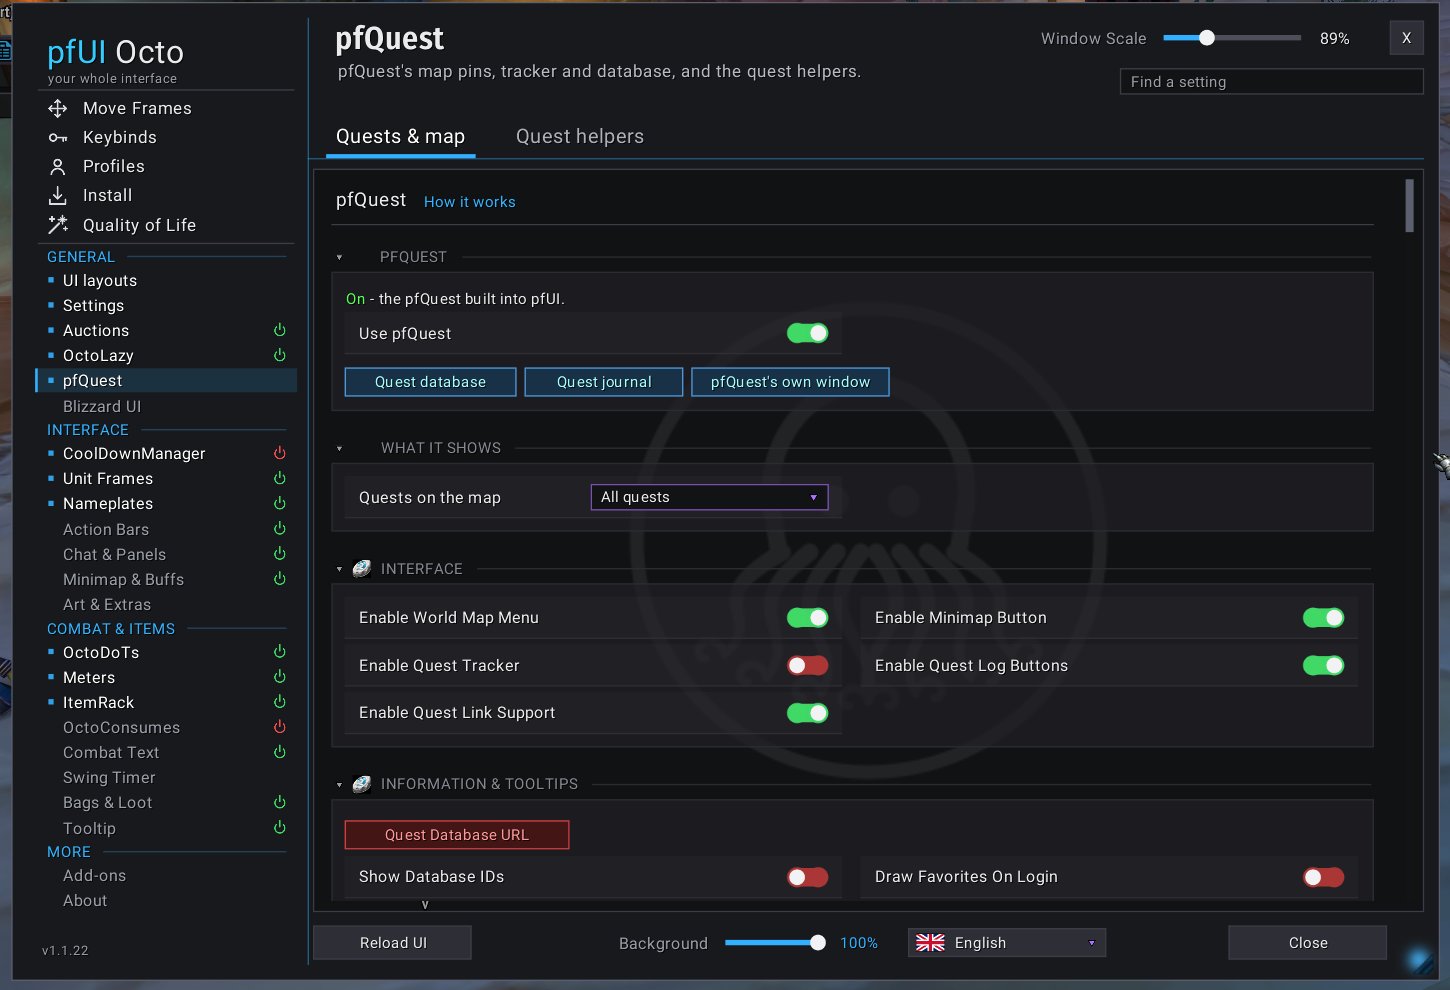 pfUI Octo
your whole interface
Move Frames
Keybinds
Profiles
Install
Quality of Life
GENERAL
UI layouts
Settings
Auctions
OctoLazy
pfQuest
Blizzard UI
INTERFACE
CoolDownManager
Unit Frames
Nameplates
Action Bars
Chat & Panels
Minimap & Buffs
Art & Extras
COMBAT & ITEMS
OctoDoTs
Meters
ItemRack
OctoConsumes
Combat Text
Swing Timer
Bags & Loot
Tooltip
MORE
Add-ons
About
v1.1.22
pfQuest
pfQuest's map pins, tracker and database, and the quest helpers.
Window Scale 89% X
Find a setting
Quests & map Quest helpers
pfQuest How it works
PFQUEST
On - the pfQuest built into pfUI.
Use pfQuest
Quest database Quest journal pfQuest's own window
WHAT IT SHOWS
Quests on the map All quests
INTERFACE
Enable World Map Menu Enable Minimap Button
Enable Quest Tracker Enable Quest Log Buttons
Enable Quest Link Support
INFORMATION & TOOLTIPS
Quest Database URL
Show Database IDs Draw Favorites On Login
Reload UI Background 100% English Close